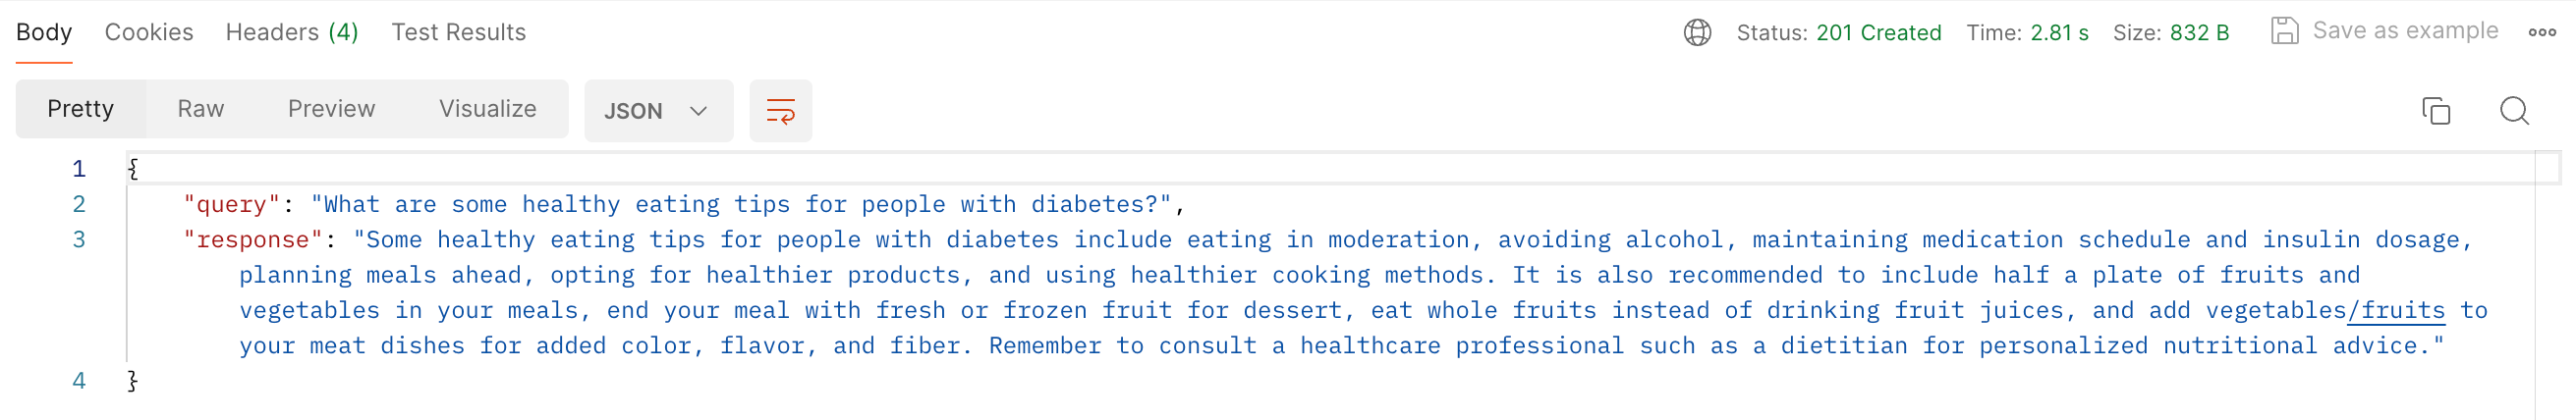 Body Cookies Headers (4) Test Results Status: 201 Created Time: 2.81 s Size: 832 B Save as example
Pretty Raw Preview Visualize JSON
1 {
2 "query": "What are some healthy eating tips for people with diabetes?",
3 "response": "Some healthy eating tips for people with diabetes include eating in moderation, avoiding alcohol, maintaining medication schedule and insulin dosage,
planning meals ahead, opting for healthier products, and using healthier cooking methods. It is also recommended to include half a plate of fruits and
vegetables in your meals, end your meal with fresh or frozen fruit for dessert, eat whole fruits instead of drinking fruit juices, and add vegetables/fruits to
your meat dishes for added color, flavor, and fiber. Remember to consult a healthcare professional such as a dietitian for personalized nutritional advice."
4 }